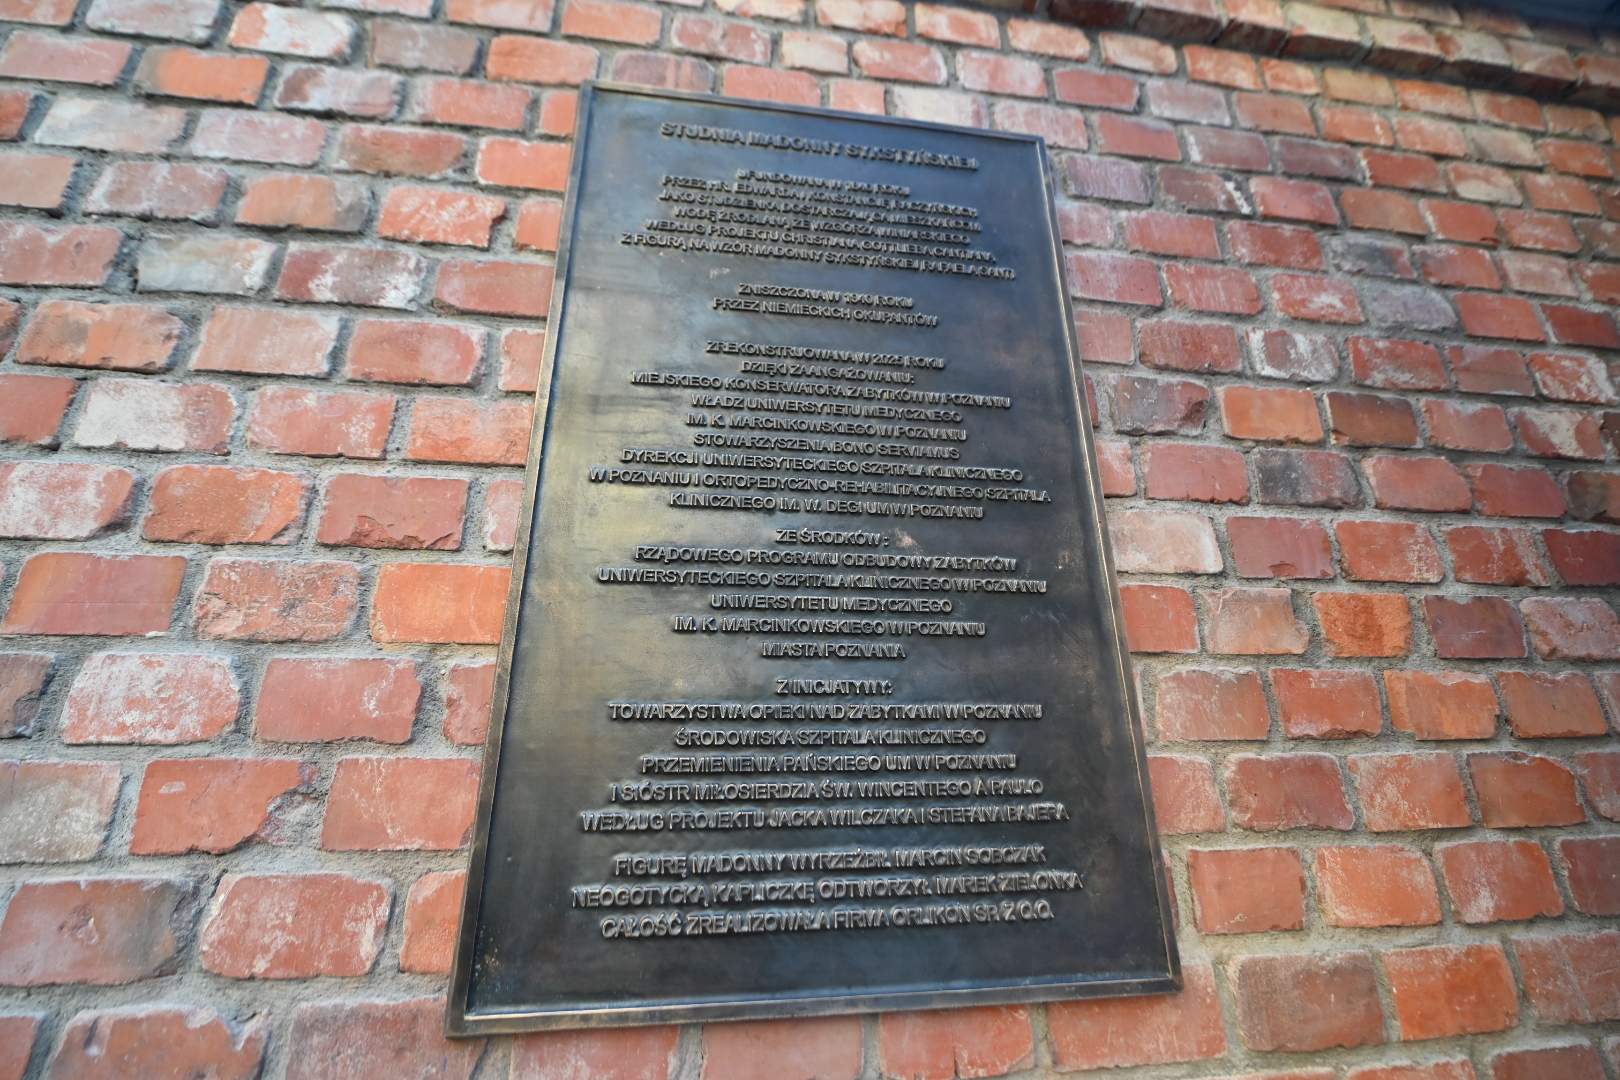 STUDNIA MADONNY SYKSTYŃSKIEJ
UFUNDOWANA W ROKU
PRZEZ HR. EDWARDA I KONSTANCJĘ RACZYŃSKICH
JAKO STUDZIENKA DOSTARCZAJĄCA MIESZKAŃCOM
WODĘ ŹRÓDLANĄ ZE WZGÓRZA WINIARSKIEGO
WEDŁUG PROJEKTU CHRISTIANA GOTTLIEBA CANTIANA,
Z FIGURĄ NA WZÓR MADONNY SYKSTYŃSKIEJ RAFAELA SANTI
ZNISZCZONA W 1940 ROKU
PRZEZ NIEMIECKICH OKUPANTÓW
ZREKONSTRUOWANA W 2025 ROKU
DZIĘKI ZAANGAŻOWANIU:
MIEJSKIEGO KONSERWATORA ZABYTKÓW W POZNANIU
WŁADZ UNIWERSYTETU MEDYCZNEGO
IM. K. MARCINKOWSKIEGO W POZNANIU
STOWARZYSZENIA BONO SERVIAMUS
DYREKCJI UNIWERSYTECKIEGO SZPITALA KLINICZNEGO
W POZNANIU I ORTOPEDYCZNO-REHABILITACYJNEGO SZPITALA
KLINICZNEGO IM. W. DEGI UM W POZNANIU
ZE ŚRODKÓW :
RZĄDOWEGO PROGRAMU ODBUDOWY ZABYTKÓW
UNIWERSYTECKIEGO SZPITALA KLINICZNEGO W POZNANIU
UNIWERSYTETU MEDYCZNEGO
IM. K. MARCINKOWSKIEGO W POZNANIU
MIASTA POZNANIA
Z INICJATYWY:
TOWARZYSTWA OPIEKI NAD ZABYTKAMI W POZNANIU
ŚRODOWISKA SZPITALA KLINICZNEGO
PRZEMIENIENIA PAŃSKIEGO UM W POZNANIU
I SIÓSTR MIŁOSIERDZIA ŚW. WINCENTEGO À PAULO
WEDŁUG PROJEKTU JACKA WILCZAKA I STEFANA BAJERA
FIGURĘ MADONNY WYRZEŹBIŁ MARCIN SOBCZAK
NEOGOTYCKĄ KAPLICZKĘ ODTWORZYŁ MAREK ZIELONKA
CAŁOŚĆ ZREALIZOWAŁA FIRMA ORLIKON SP. Z O.O.